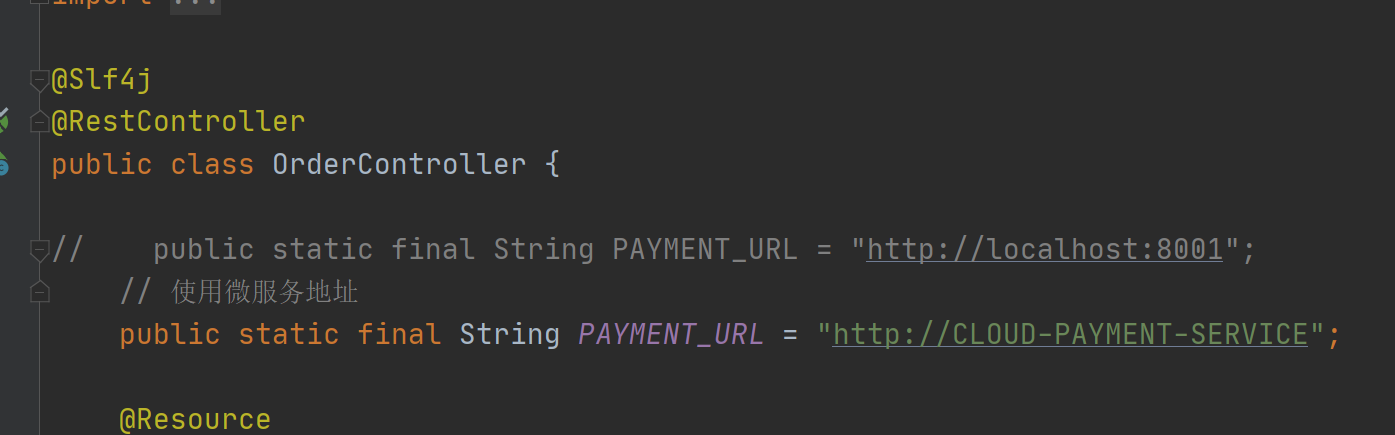 import ...
@Slf4j
@RestController
public class OrderController {
//    public static final String PAYMENT_URL = "http://localhost:8001";
// 使用微服务地址
public static final String PAYMENT_URL = "http://CLOUD-PAYMENT-SERVICE";
@Resource